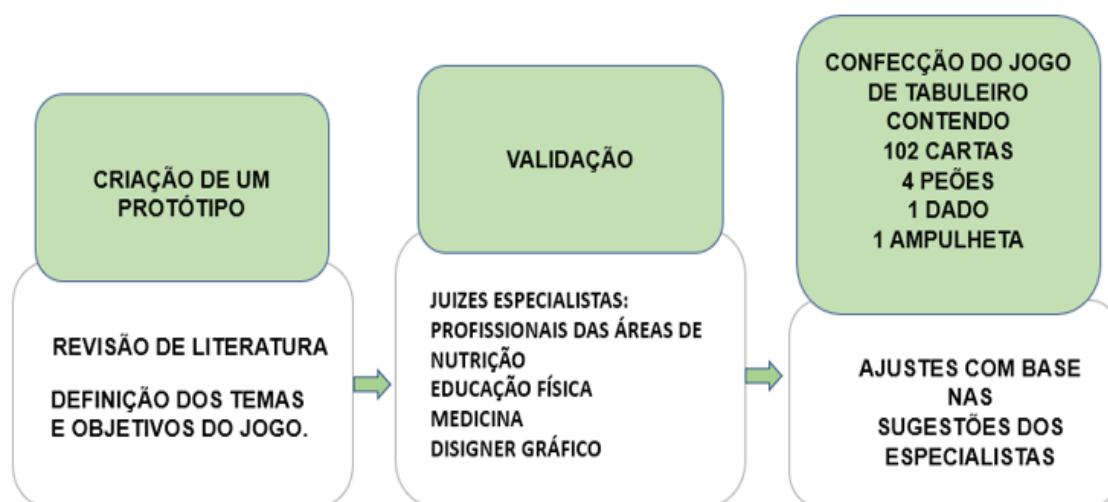 CRIAÇÃO DE UM
PROTÓTIPO
REVISÃO DE LITERATURA
DEFINIÇÃO DOS TEMAS
E OBJETIVOS DO JOGO.
VALIDAÇÃO
JUIZES ESPECIALISTAS:
PROFISSIONAIS DAS ÁREAS DE
NUTRIÇÃO
EDUCAÇÃO FÍSICA
MEDICINA
DISIGNER GRÁFICO
CONFECÇÃO DO JOGO
DE TABULEIRO
CONTENDO
102 CARTAS
4 PEÕES
1 DADO
1 AMPULHETA
AJUSTES COM BASE
NAS
SUGESTÕES DOS
ESPECIALISTAS